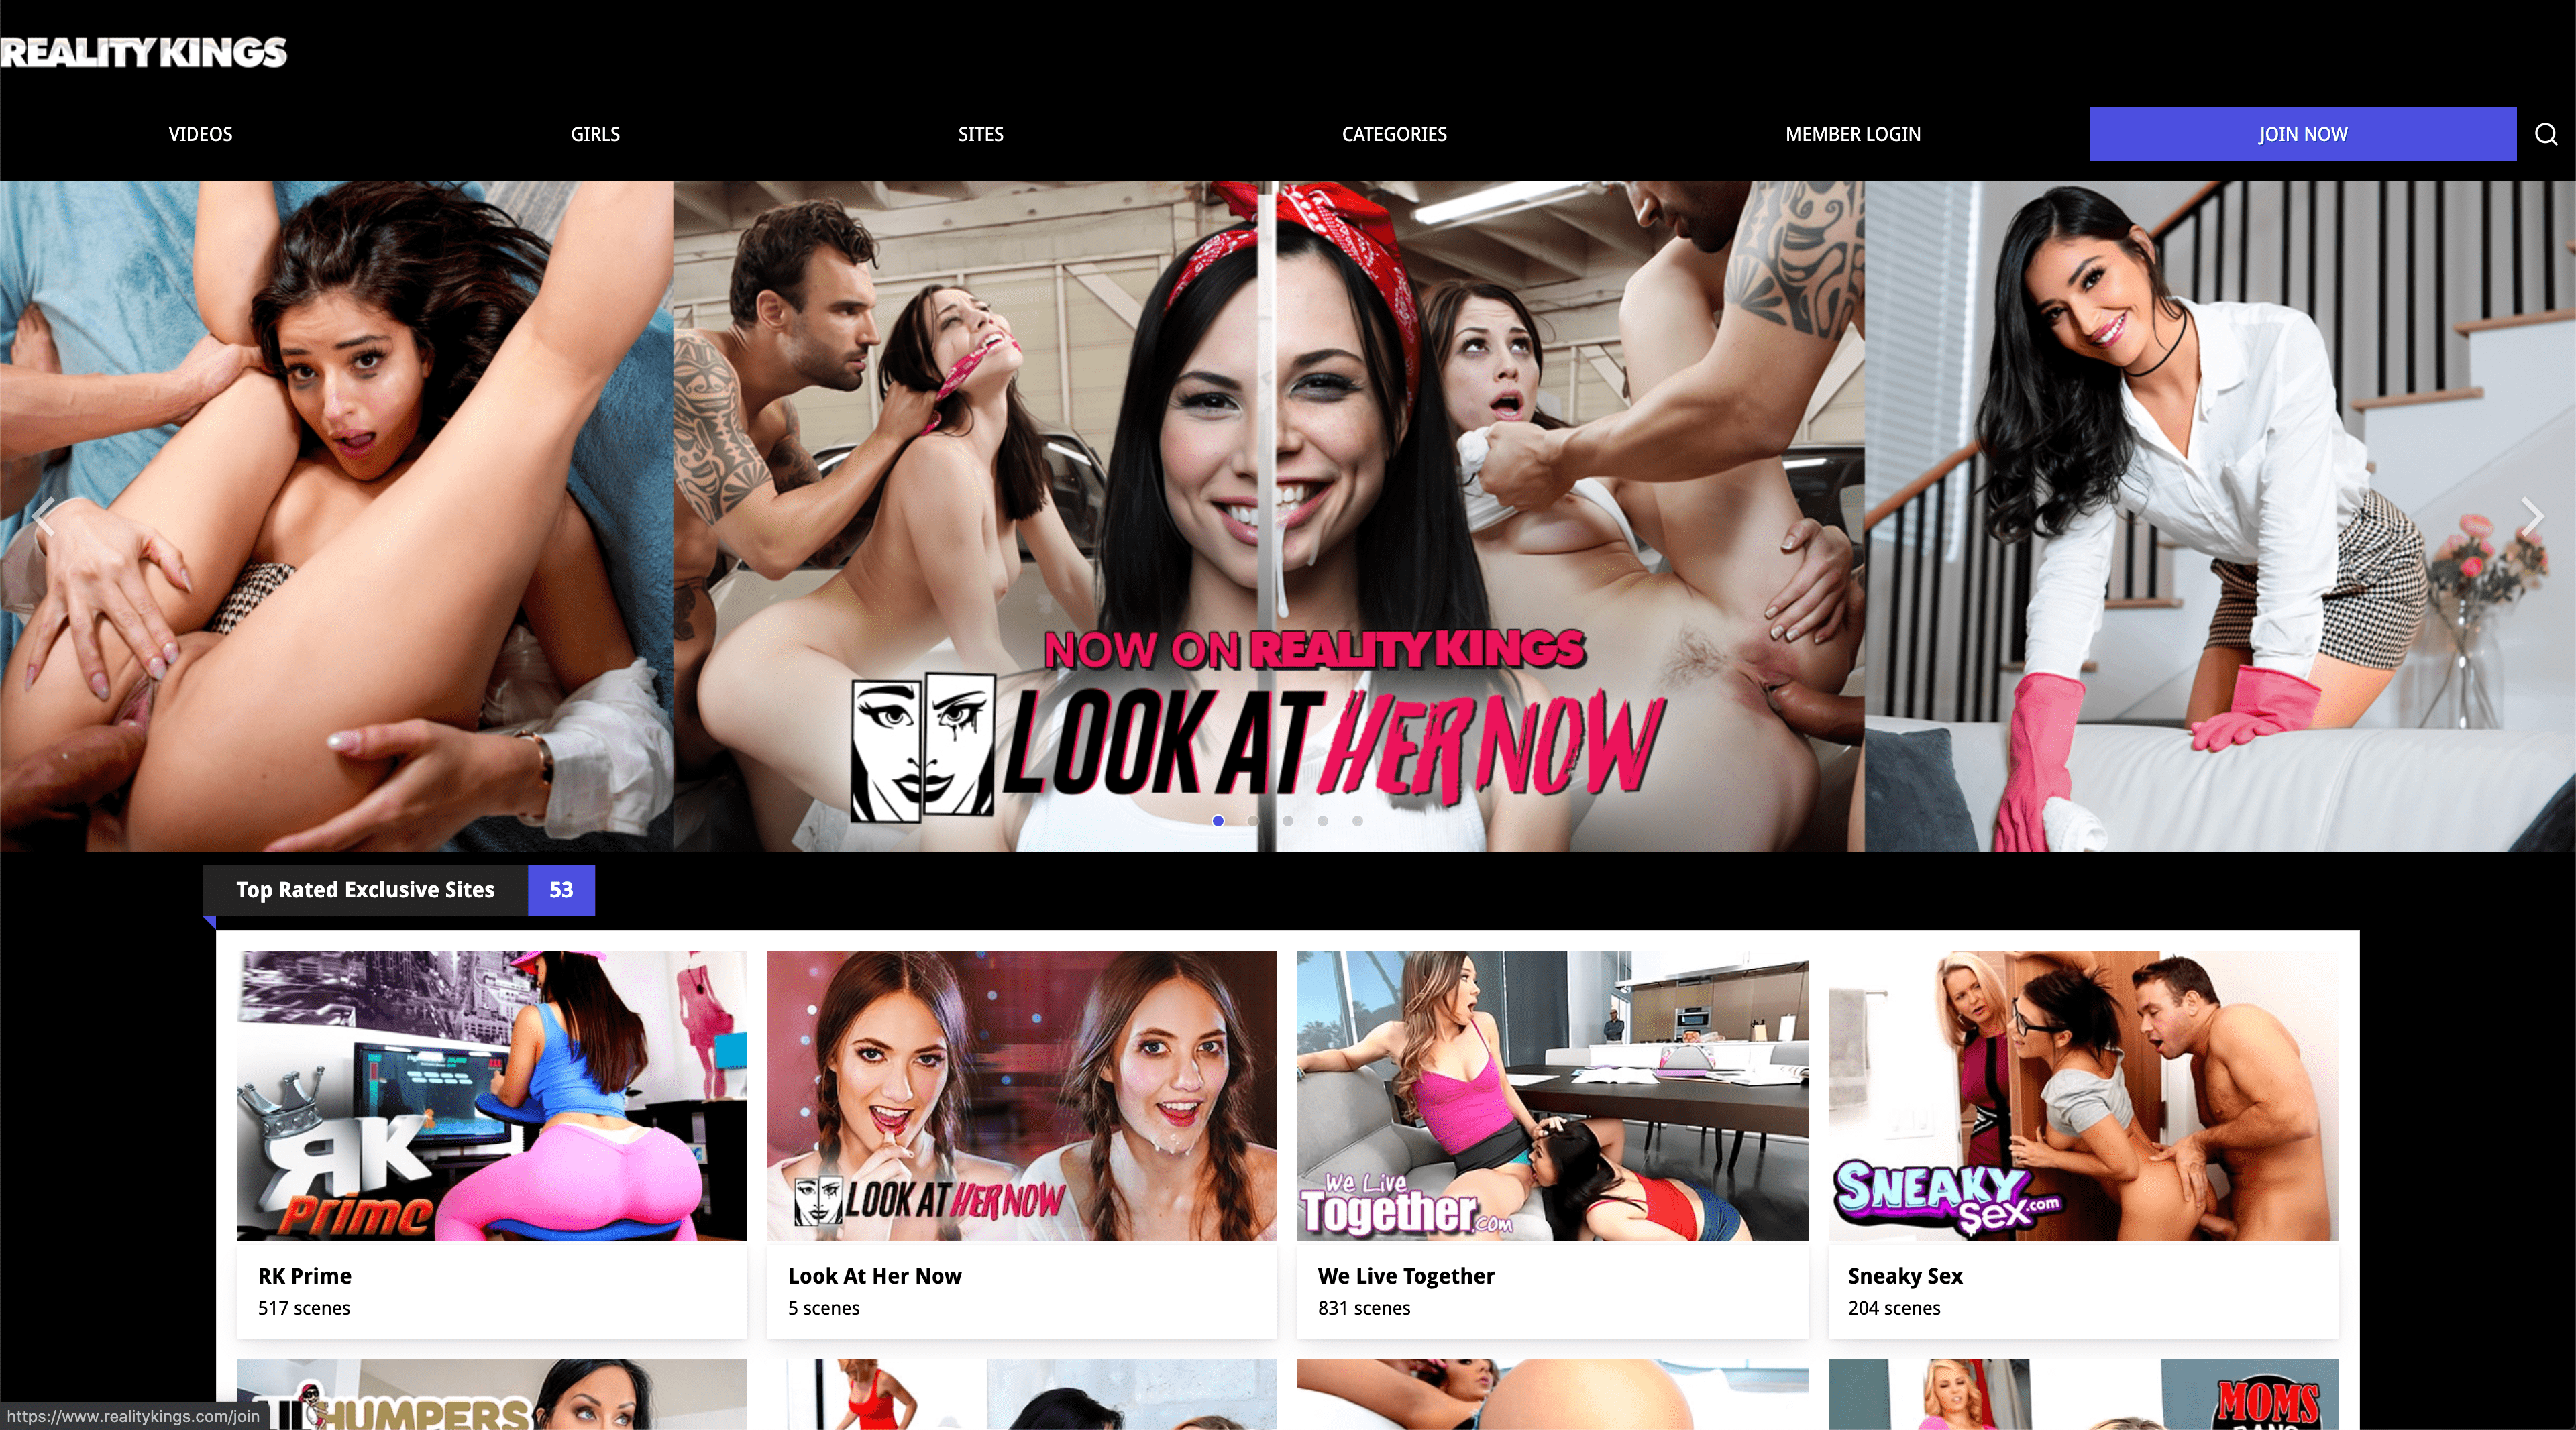 REALITY KINGS
VIDEOS
GIRLS
SITES
CATEGORIES
MEMBER LOGIN
JOIN NOW
NOW ON REALITY KINGS
LOOK AT HER NOW
Top Rated Exclusive Sites 53
RK Prime
LOOK AT HER NOW
We Live Together.com
SNEAKY SEX.com
RK Prime
Look At Her Now
We Live Together
Sneaky Sex
517 scenes
5 scenes
831 scenes
204 scenes
HUMPERS
MOMS
https://www.realitykings.com/join